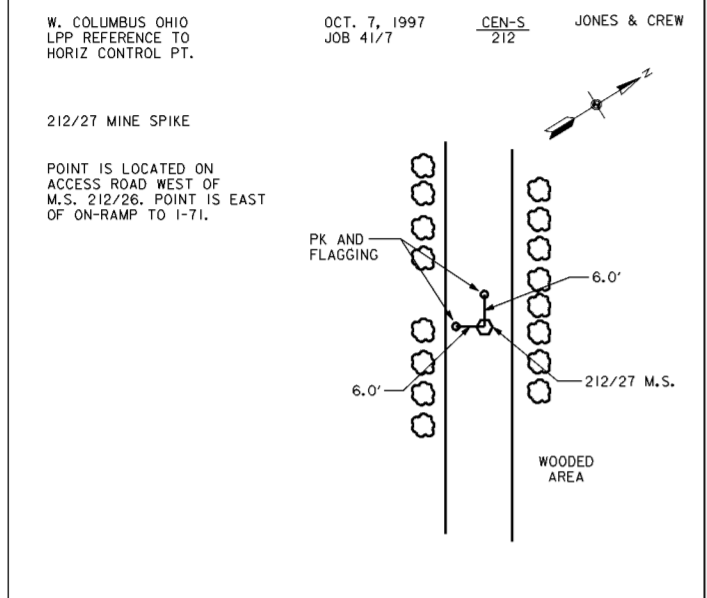 W. COLUMBUS OHIO
LPP REFERENCE TO
HORIZ CONTROL PT.
OCT. 7, 1997
JOB 41/7
CEN-S
212
JONES & CREW
N
212/27 MINE SPIKE
POINT IS LOCATED ON
ACCESS ROAD WEST OF
M.S. 212/26. POINT IS EAST
OF ON-RAMP TO I-71.
PK AND
FLAGGING
6.0'
6.0'
212/27 M.S.
WOODED
AREA